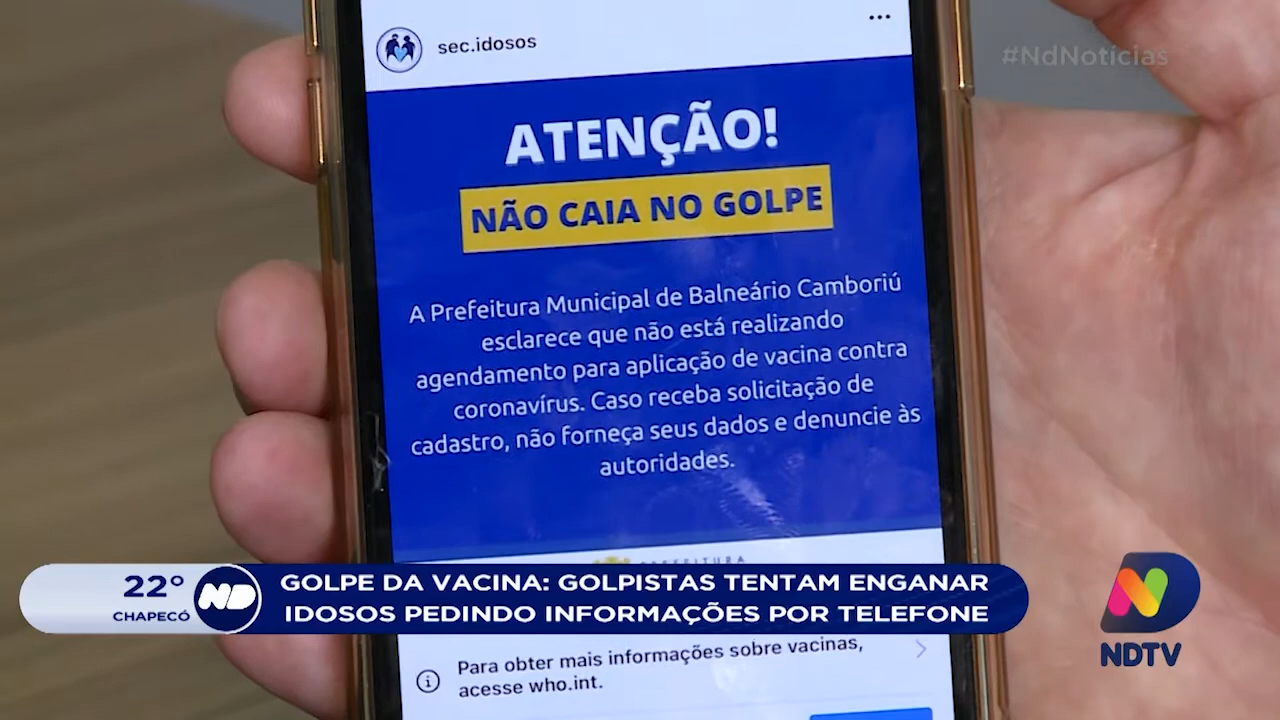 sec.idosos
#NdNotícias
ATENÇÃO!
NÃO CAIA NO GOLPE
A Prefeitura Municipal de Balneário Camboriú
esclarece que não está realizando
agendamento para aplicação de vacina contra
coronavírus. Caso receba solicitação de
cadastro, não forneça seus dados e denuncie às
autoridades.
PREFEITURA
22°
CHAPECÓ
ND
GOLPE DA VACINA: GOLPISTAS TENTAM ENGANAR
IDOSOS PEDINDO INFORMAÇÕES POR TELEFONE
NDTV
Para obter mais informações sobre vacinas,
acesse who.int.